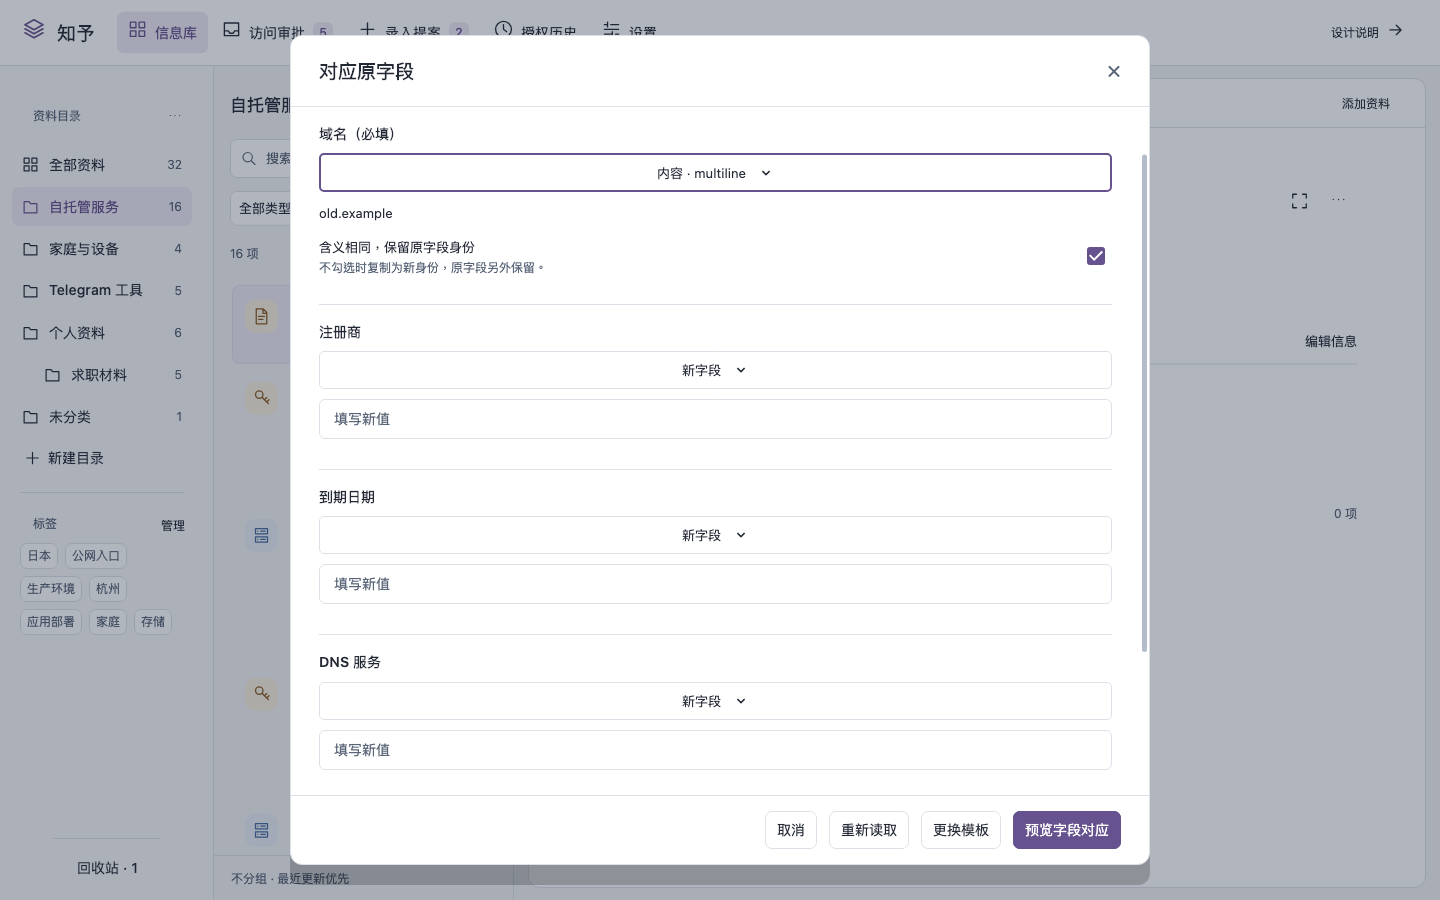 知予
信息库
访问审批 5
录入提案 2
授权历史
设置
设计说明
资料目录 ···
全部资料 32
自托管服务 16
家庭与设备 4
Telegram 工具 5
个人资料 6
求职材料 5
未分类 1
新建目录
标签 管理
日本 公网入口
生产环境 杭州
应用部署 家庭 存储
回收站 · 1
自托管服
搜索
全部类型
16 项
不分组 · 最近更新优先
添加资料
···
编辑信息
0 项
对应原字段
域名（必填）
内容 · multiline
old.example
含义相同，保留原字段身份
不勾选时复制为新身份，原字段另外保留。
注册商
新字段
填写新值
到期日期
新字段
填写新值
DNS 服务
新字段
填写新值
取消 重新读取 更换模板 预览字段对应